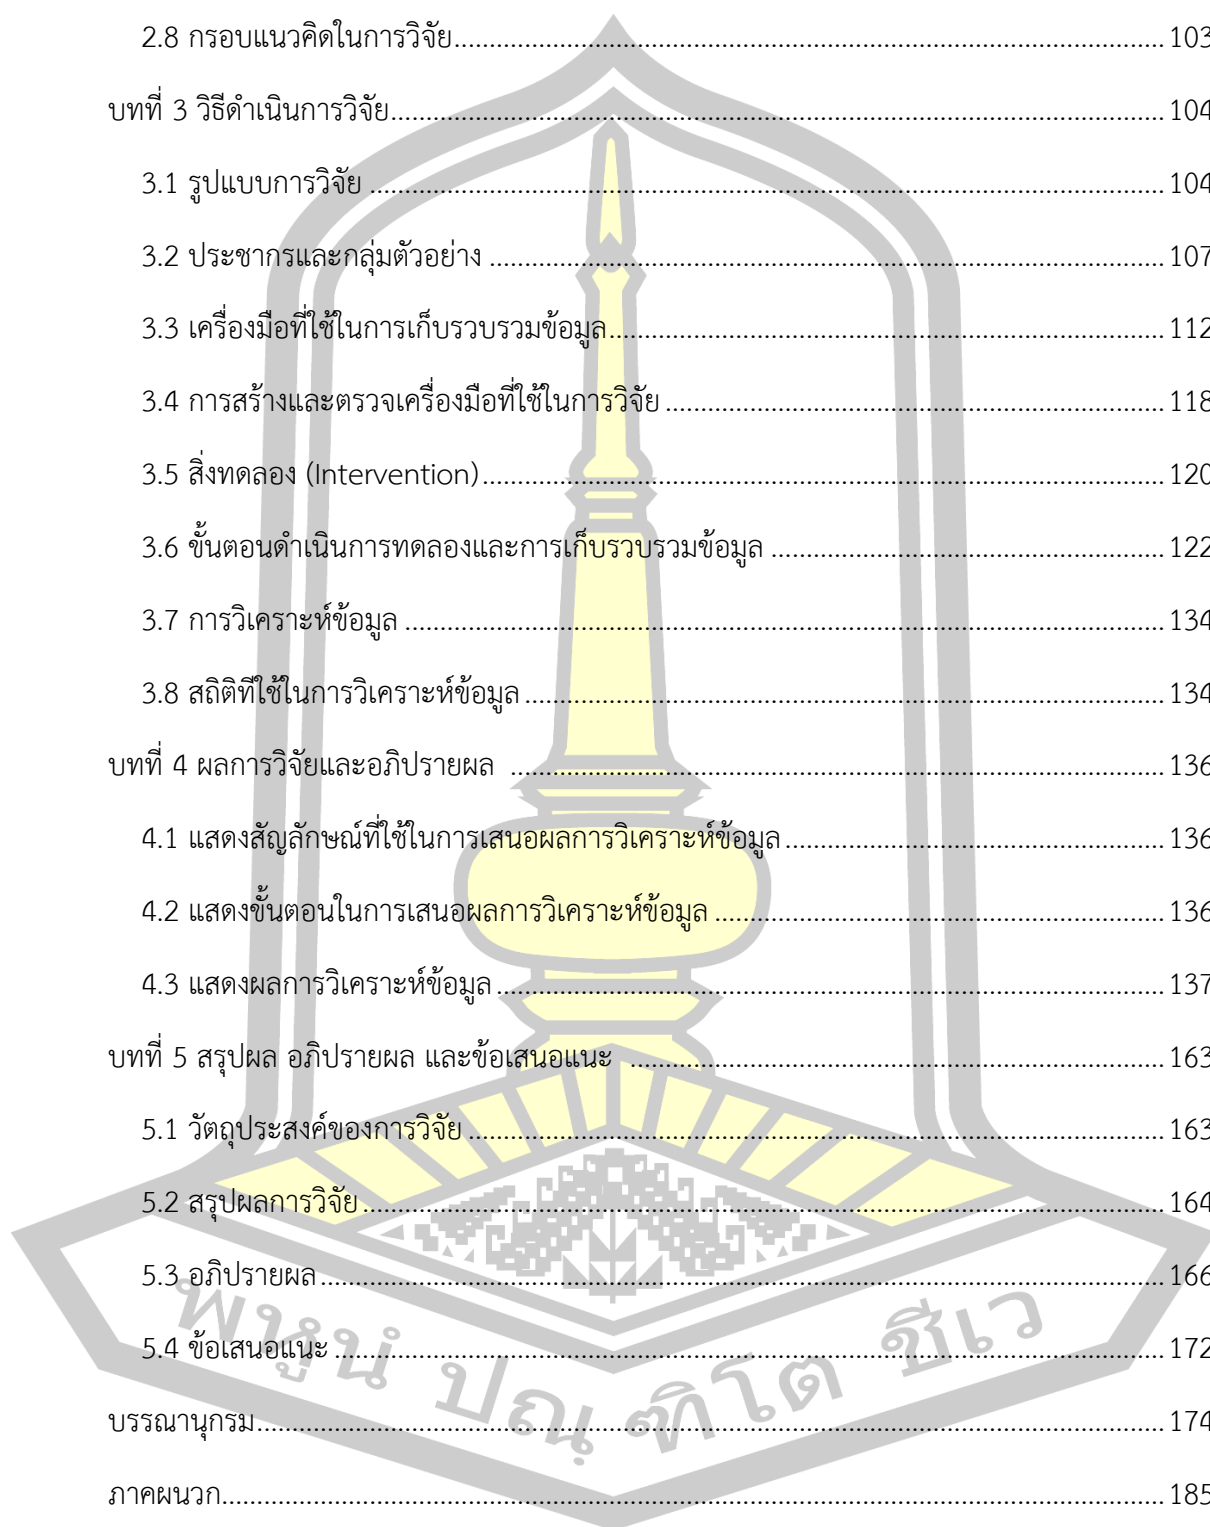 2.8 กรอบแนวคิดในการวิจัย 103
บทที่ 3 วิธีดำเนินการวิจัย 104
3.1 รูปแบบการวิจัย 104
3.2 ประชากรและกลุ่มตัวอย่าง 107
3.3 เครื่องมือที่ใช้ในการเก็บรวบรวมข้อมูล 112
3.4 การสร้างและตรวจเครื่องมือที่ใช้ในการวิจัย 118
3.5 สิ่งทดลอง (Intervention) 120
3.6 ขั้นตอนดำเนินการทดลองและการเก็บรวบรวมข้อมูล 122
3.7 การวิเคราะห์ข้อมูล 134
3.8 สถิติที่ใช้ในการวิเคราะห์ข้อมูล 134
บทที่ 4 ผลการวิจัยและอภิปรายผล 136
4.1 แสดงสัญลักษณ์ที่ใช้ในการเสนอผลการวิเคราะห์ข้อมูล 136
4.2 แสดงขั้นตอนในการเสนอผลการวิเคราะห์ข้อมูล 136
4.3 แสดงผลการวิเคราะห์ข้อมูล 137
บทที่ 5 สรุปผล อภิปรายผล และข้อเสนอแนะ 163
5.1 วัตถุประสงค์ของการวิจัย 163
5.2 สรุปผลการวิจัย 164
5.3 อภิปรายผล 166
5.4 ข้อเสนอแนะ 172
บรรณานุกรม 174
ภาคผนวก 185
พหูนํ ปณฺฑิโต ชีเว